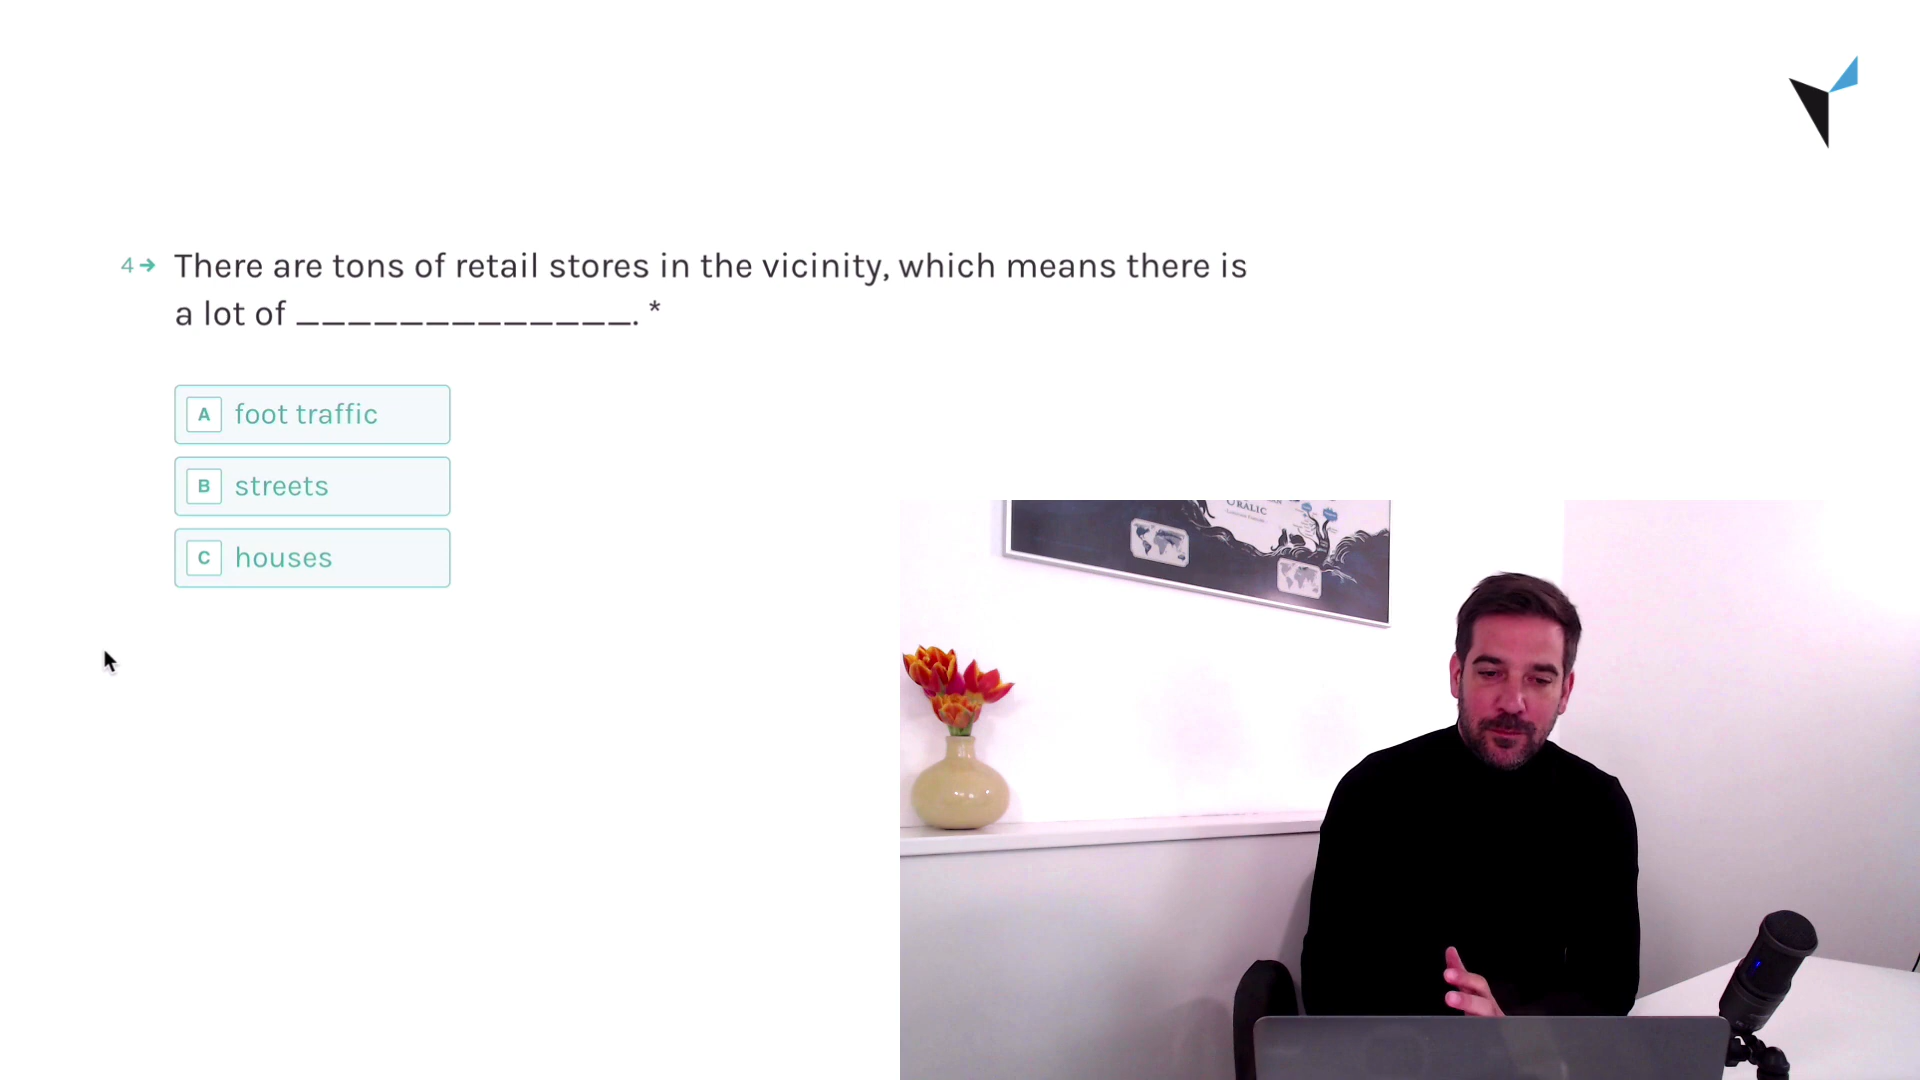 4→ There are tons of retail stores in the vicinity, which means there is
a lot of _____________. *
A foot traffic
B streets
C houses
URALIC